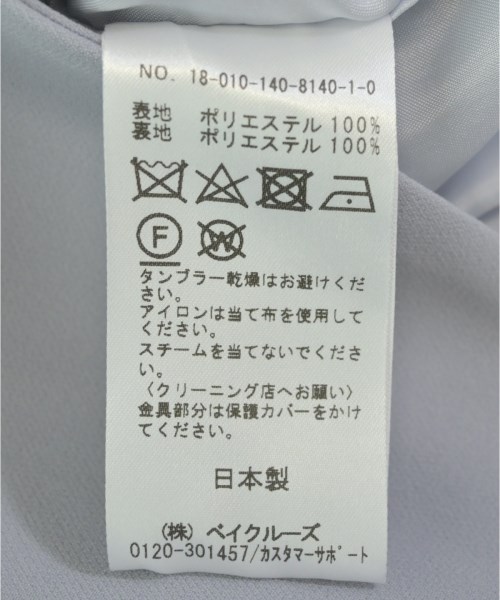 NO. 18-010-140-8140-1-0
表地 ポリエステル 100%
裏地 ポリエステル 100%
F W
タンブラー乾燥はお避けくだ
さい。
アイロンは当て布を使用して
ください。
スチームを当てないでくださ
い。
〈クリーニング店へお願い〉
金具部分は保護カバーをかけ
てください。
日本製
(株) ベイクルーズ
0120-301457/カスタマーサポート